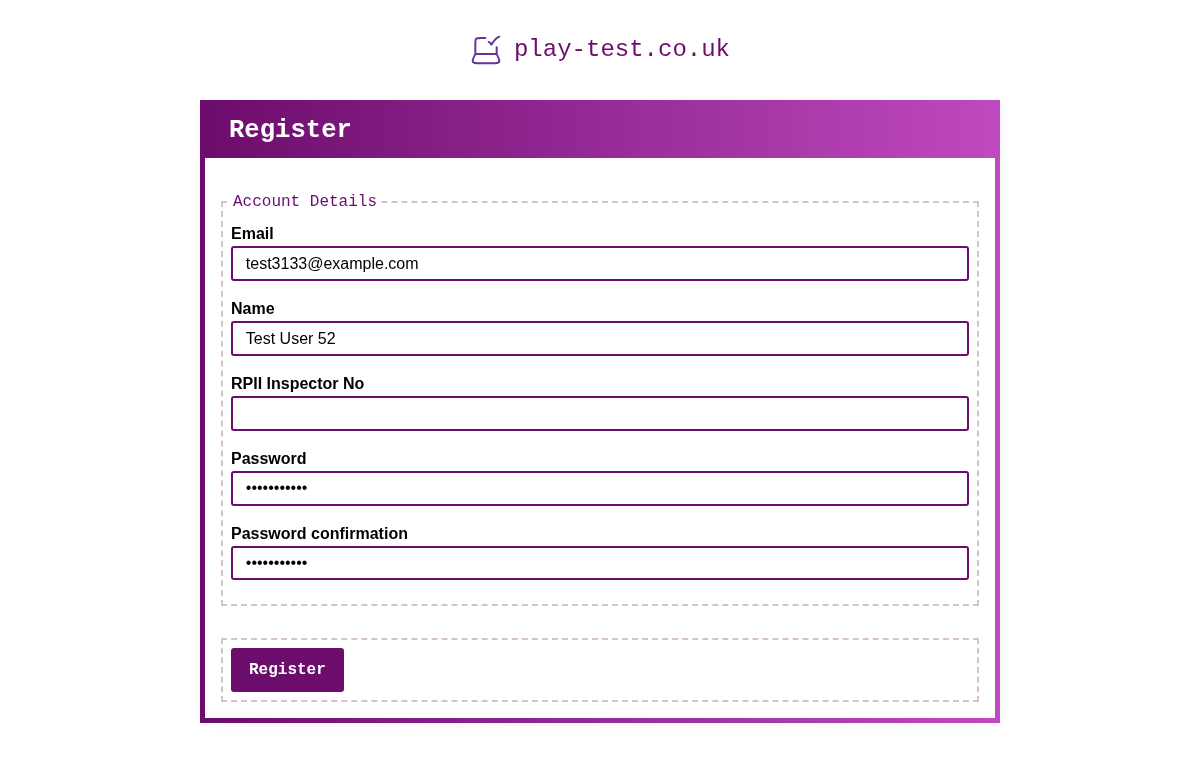 play-test.co.uk
Register
Account Details
Email
test3133@example.com
Name
Test User 52
RPII Inspector No
Password
•••••••••••
Password confirmation
•••••••••••
Register